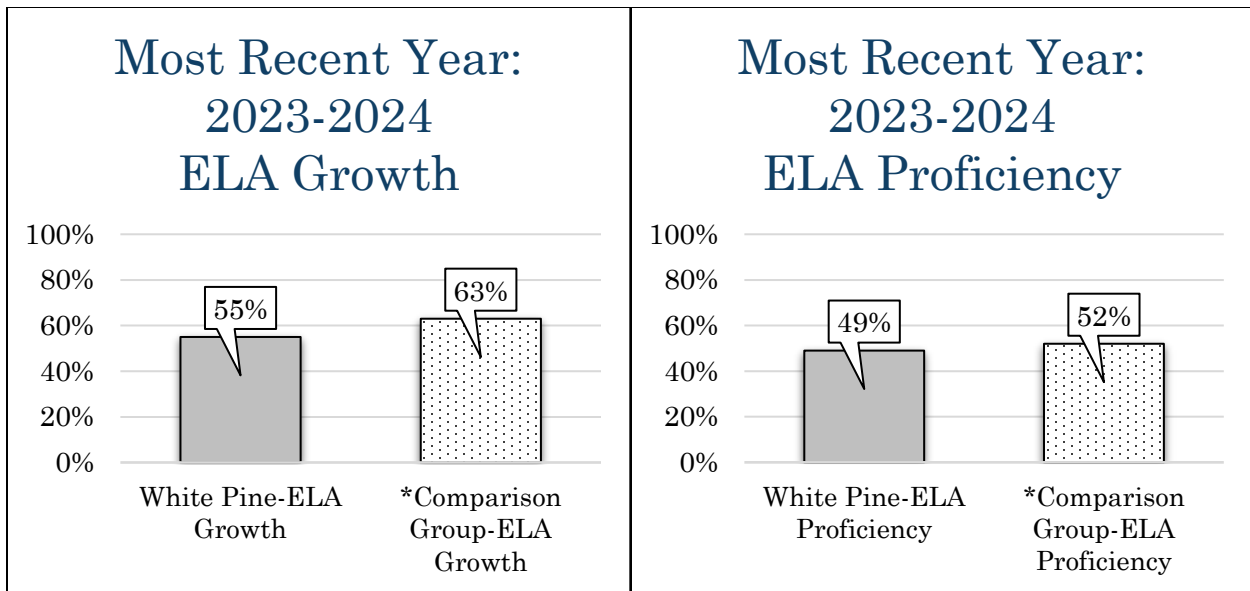 Most Recent Year:
2023-2024
ELA Growth
100%
80%
60%
40%
20%
0%
55%
63%
White Pine-ELA
Growth
*Comparison
Group-ELA
Growth
Most Recent Year:
2023-2024
ELA Proficiency
100%
80%
60%
40%
20%
0%
49%
52%
White Pine-ELA
Proficiency
*Comparison
Group-ELA
Proficiency